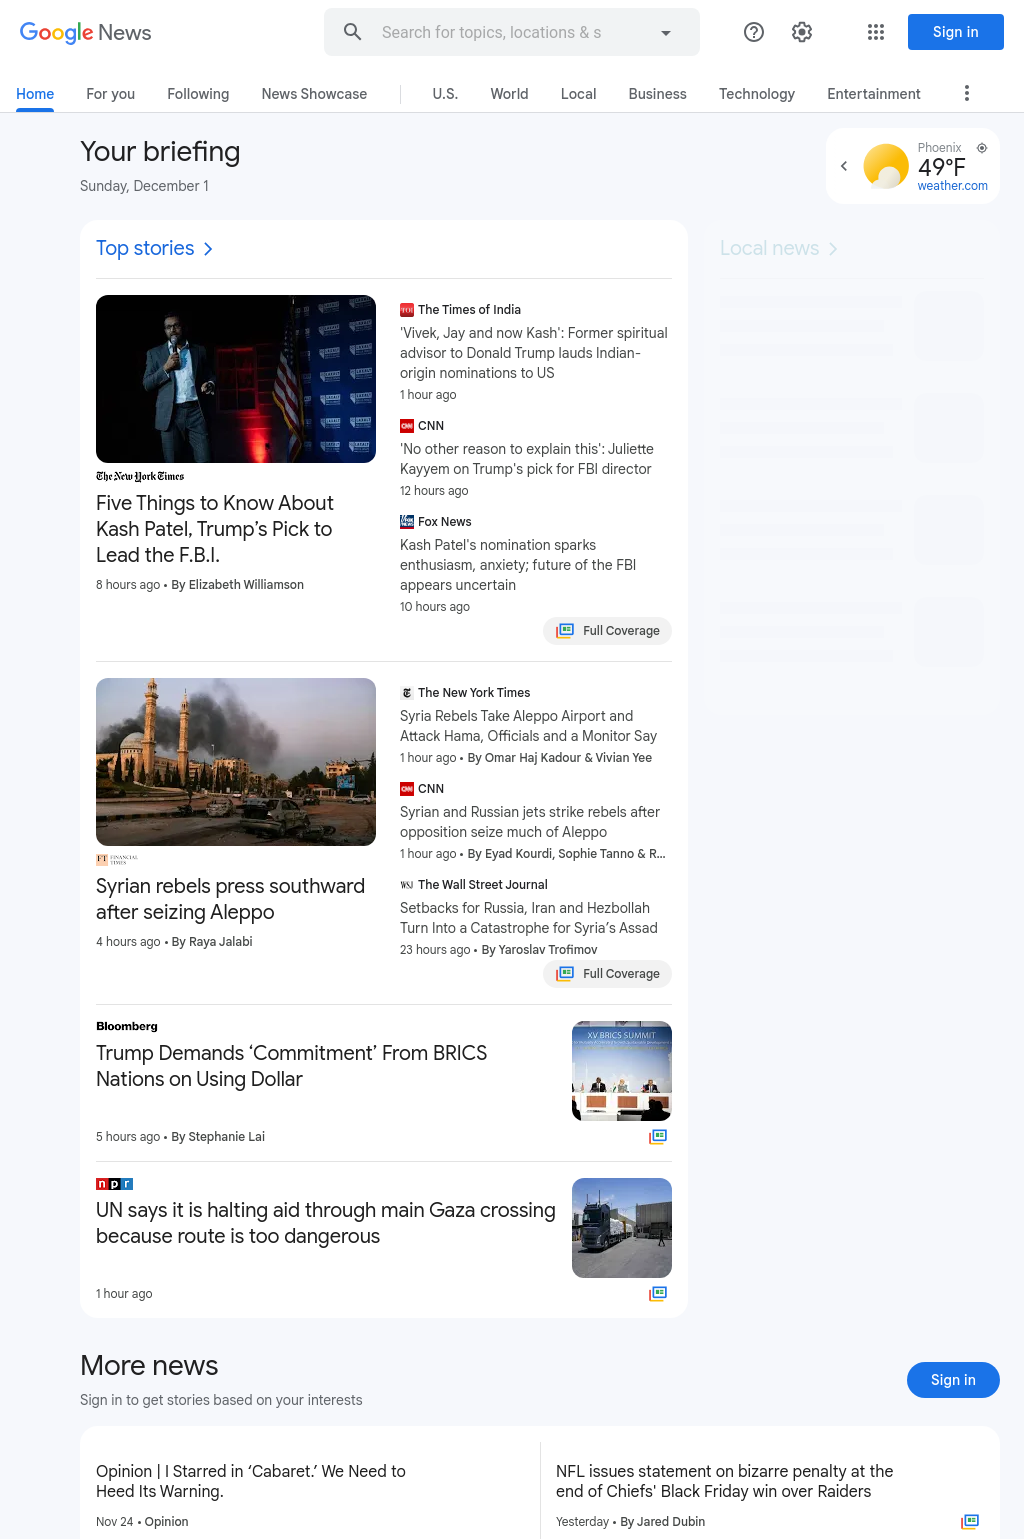 Google News
Search for topics, locations & s
Sign in
Home
For you
Following
News Showcase
U.S.
World
Local
Business
Technology
Entertainment
Your briefing
Sunday, December 1
Phoenix
49°F
weather.com
Top stories
Local news
The New York Times
Five Things to Know About
Kash Patel, Trump’s Pick to
Lead the F.B.I.
8 hours ago • By Elizabeth Williamson
The Times of India
'Vivek, Jay and now Kash': Former spiritual
advisor to Donald Trump lauds Indian-
origin nominations to US
1 hour ago
CNN
'No other reason to explain this': Juliette
Kayyem on Trump's pick for FBI director
12 hours ago
Fox News
Kash Patel's nomination sparks
enthusiasm, anxiety; future of the FBI
appears uncertain
10 hours ago
Full Coverage
FT FINANCIAL
TIMES
Syrian rebels press southward
after seizing Aleppo
4 hours ago • By Raya Jalabi
The New York Times
Syria Rebels Take Aleppo Airport and
Attack Hama, Officials and a Monitor Say
1 hour ago • By Omar Haj Kadour & Vivian Yee
CNN
Syrian and Russian jets strike rebels after
opposition seize much of Aleppo
1 hour ago • By Eyad Kourdi, Sophie Tanno & R...
WSJ The Wall Street Journal
Setbacks for Russia, Iran and Hezbollah
Turn Into a Catastrophe for Syria’s Assad
23 hours ago • By Yaroslav Trofimov
Full Coverage
Bloomberg
Trump Demands ‘Commitment’ From BRICS
Nations on Using Dollar
5 hours ago • By Stephanie Lai
XV BRICS SUMMIT
npr
UN says it is halting aid through main Gaza crossing
because route is too dangerous
1 hour ago
More news
Sign in to get stories based on your interests
Sign in
Opinion | I Starred in ‘Cabaret.’ We Need to
Heed Its Warning.
Nov 24 • Opinion
NFL issues statement on bizarre penalty at the
end of Chiefs' Black Friday win over Raiders
Yesterday • By Jared Dubin